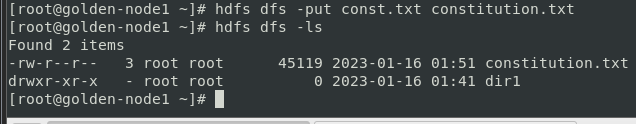 [root@golden-node1 ~]# hdfs dfs -put const.txt constitution.txt
[root@golden-node1 ~]# hdfs dfs -ls
Found 2 items
-rw-r--r--   3 root root      45119 2023-01-16 01:51 constitution.txt
drwxr-xr-x   - root root          0 2023-01-16 01:41 dir1
[root@golden-node1 ~]#